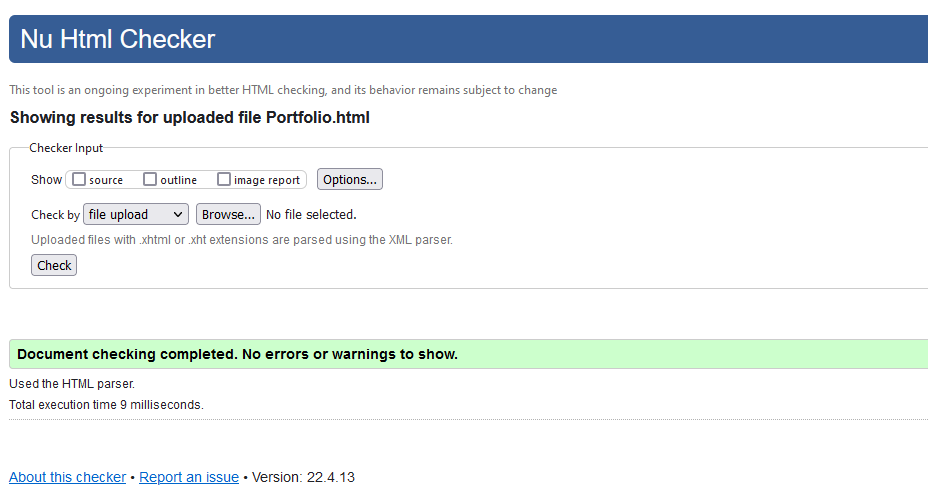 Nu Html Checker
This tool is an ongoing experiment in better HTML checking, and its behavior remains subject to change
Showing results for uploaded file Portfolio.html
Checker Input
Show source outline image report Options...
Check by file upload Browse... No file selected.
Uploaded files with .xhtml or .xht extensions are parsed using the XML parser.
Check
Document checking completed. No errors or warnings to show.
Used the HTML parser.
Total execution time 9 milliseconds.
About this checker • Report an issue • Version: 22.4.13